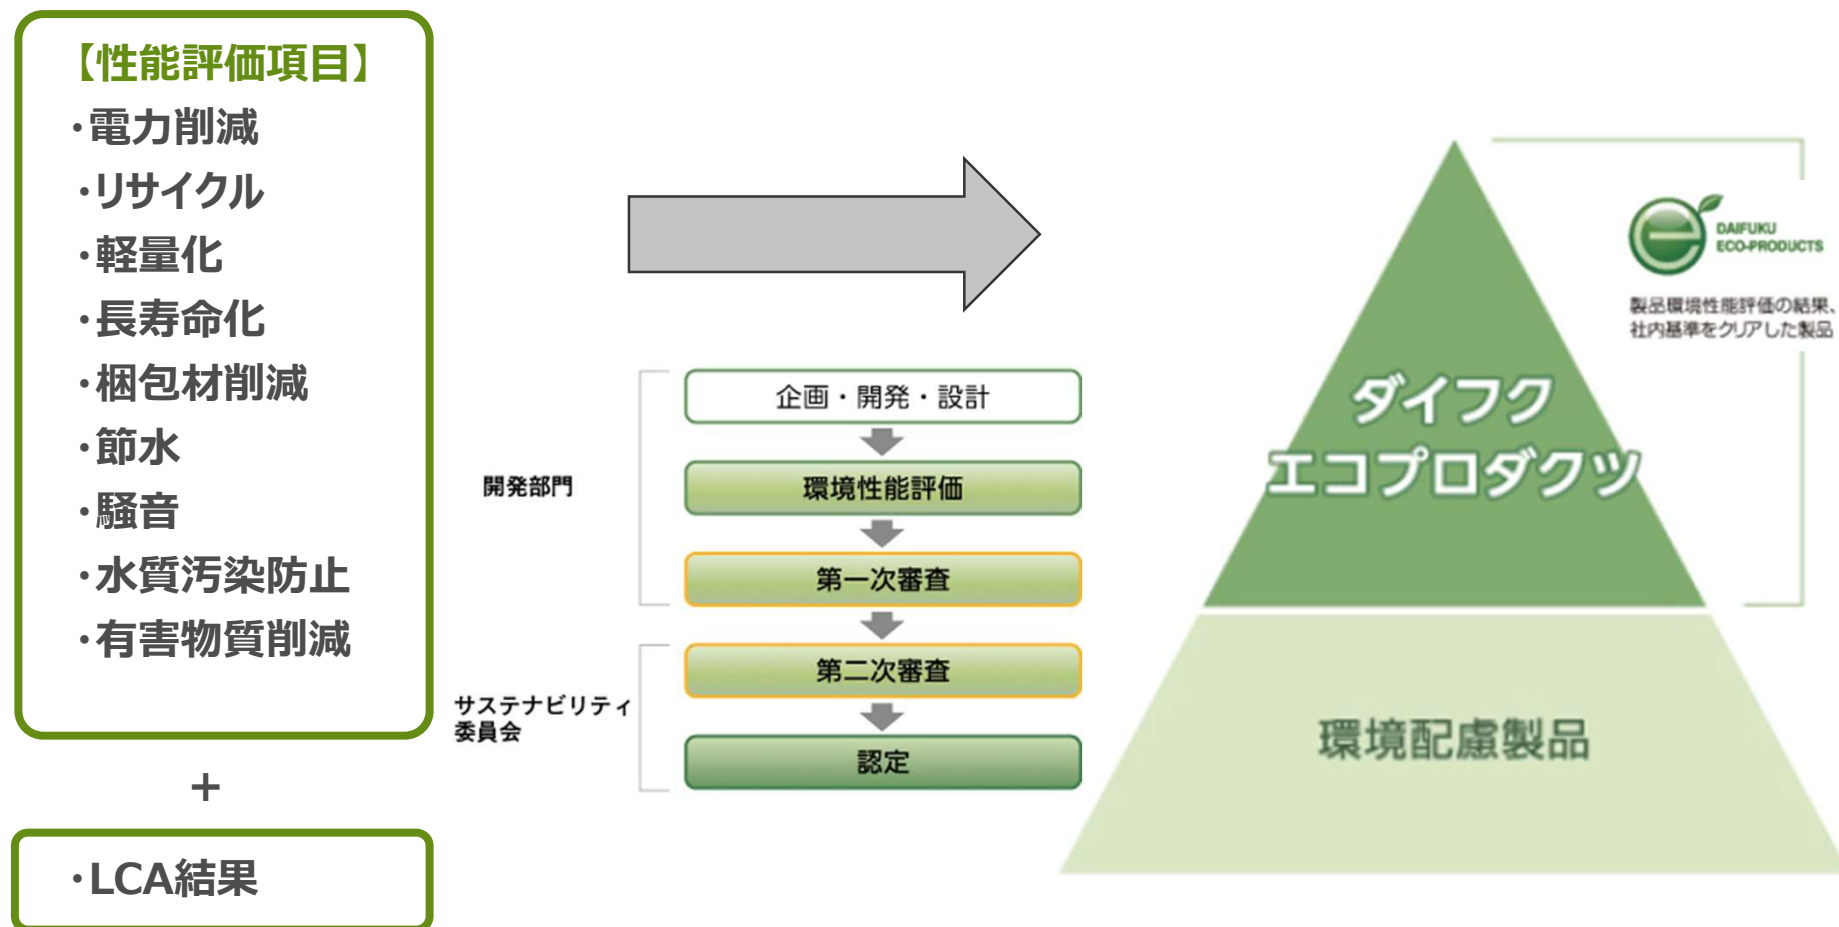 【性能評価項目】
・電力削減
・リサイクル
・軽量化
・長寿命化
・梱包材削減
・節水
・騒音
・水質汚染防止
・有害物質削減
+
・LCA結果
開発部門
企画・開発・設計
環境性能評価
第一次審査
サステナビリティ
委員会
第二次審査
認定
DAIFUKU
ECO-PRODUCTS
製品環境性能評価の結果、
社内基準をクリアした製品
ダイフク
エコプロダクツ
環境配慮製品